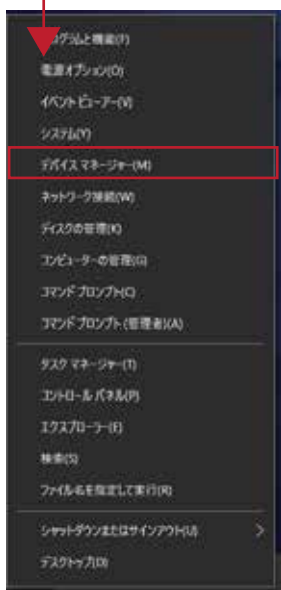 プログラムと機能(F)
電源オプション(O)
イベント ビューアー(V)
システム(Y)
デバイス マネージャー(M)
ネットワーク接続(W)
ディスクの管理(K)
コンピューターの管理(G)
コマンド プロンプト(C)
コマンド プロンプト (管理者)(A)
タスク マネージャー(T)
コントロール パネル(P)
エクスプローラー(E)
検索(S)
ファイル名を指定して実行(R)
シャットダウンまたはサインアウト(U)
デスクトップ(D)